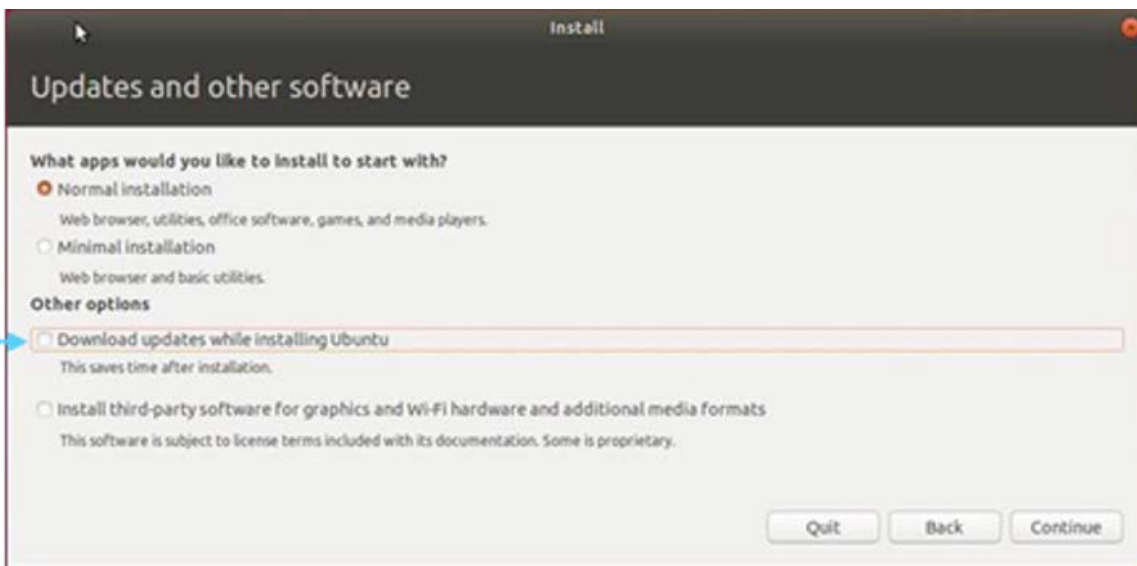 Install
Updates and other software
What apps would you like to install to start with?
Normal installation
Web browser, utilities, office software, games, and media players.
Minimal installation
Web browser and basic utilities.
Other options
Download updates while installing Ubuntu
This saves time after installation.
Install third-party software for graphics and Wi-Fi hardware and additional media formats
This software is subject to license terms included with its documentation. Some is proprietary.
Quit Back Continue